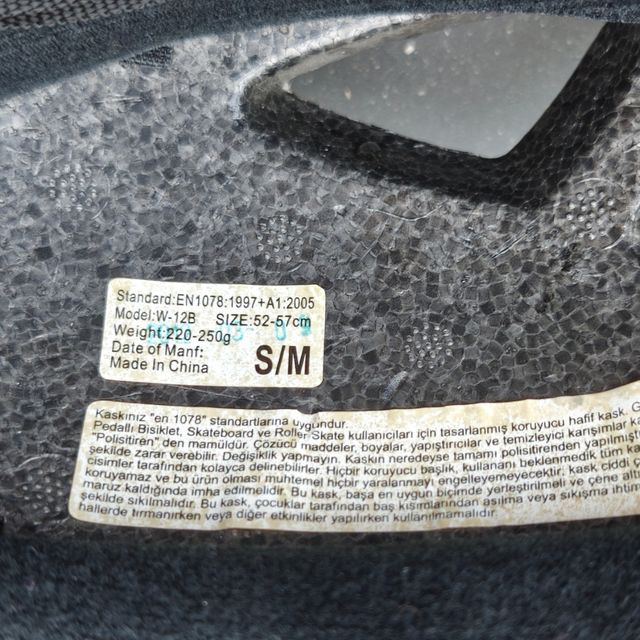 Standard:EN1078:1997+A1:2005
Model:W-12B SIZE:52-57cm
Weight:220-250g
Date of Manf:
Made In China
S/M
Kaskınız "en 1078" standartlarına uygundur.
Pedallı Bisiklet, Skateboard ve Roller Skate kullanıcıları için tasarlanmış koruyucu hafif kask.
"Polisitiren" den mamuldür. Çözücü maddeler, boyalar, yapıştırıcılar ve temizleyici karışımlar
şekilde zarar verebilir. Değişiklik yapmayın. Kaskın neredeyse tamamı polisitirenden yapılmış
cisimler tarafından kolayca delinebilirler. Hiçbir koruyucu başlık, kullananı beklenmedik tüm
koruyamaz ve bu ürün olması muhtemel hiçbir yaralanmayı engelleyemeyecektir. kask ciddi
maruz kaldığında imha edilmelidir. Bu kask, başa en uygun biçimde yerleştirilmeli ve çene altı
şekilde sıkılmalıdır. Bu kask, çocuklar tarafından baş kısımlarından asılma veya sıkışma
hallerde tırmanırken veya diğer etkinlikler yapılırken kullanılmamalıdır.